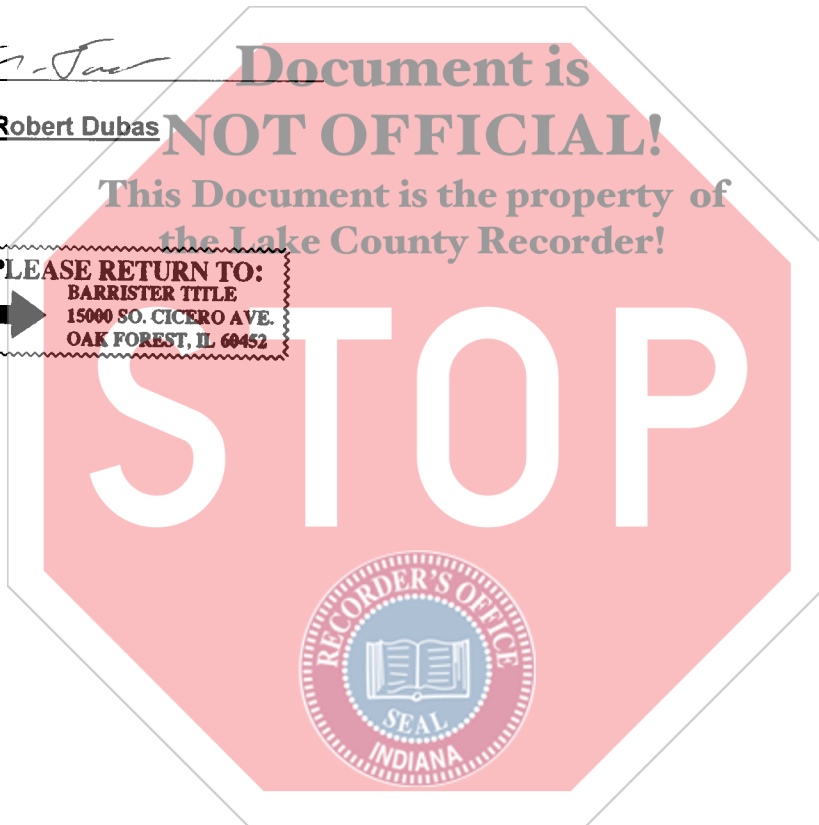 Document is
Robert Dubas
NOT OFFICIAL!
This Document is the property of
the Lake County Recorder!
PLEASE RETURN TO:
BARRISTER TITLE
15000 SO. CICERO AVE.
OAK FOREST, IL 60452
STOP
RECORDER'S OFFICE
SEAL
INDIANA